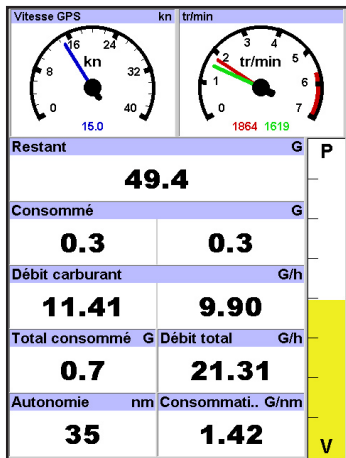 Vitesse GPS kn tr/min
16 24
8 kn 32
0 40
15.0
3 4
2 tr/min 5
1 6
0 7
1864 1619
Restant G
49.4
Consommé G
0.3 0.3
Débit carburant G/h
11.41 9.90
Total consommé G Débit total G/h
0.7 21.31
Autonomie nm Consommati.. G/nm
35 1.42
P
V